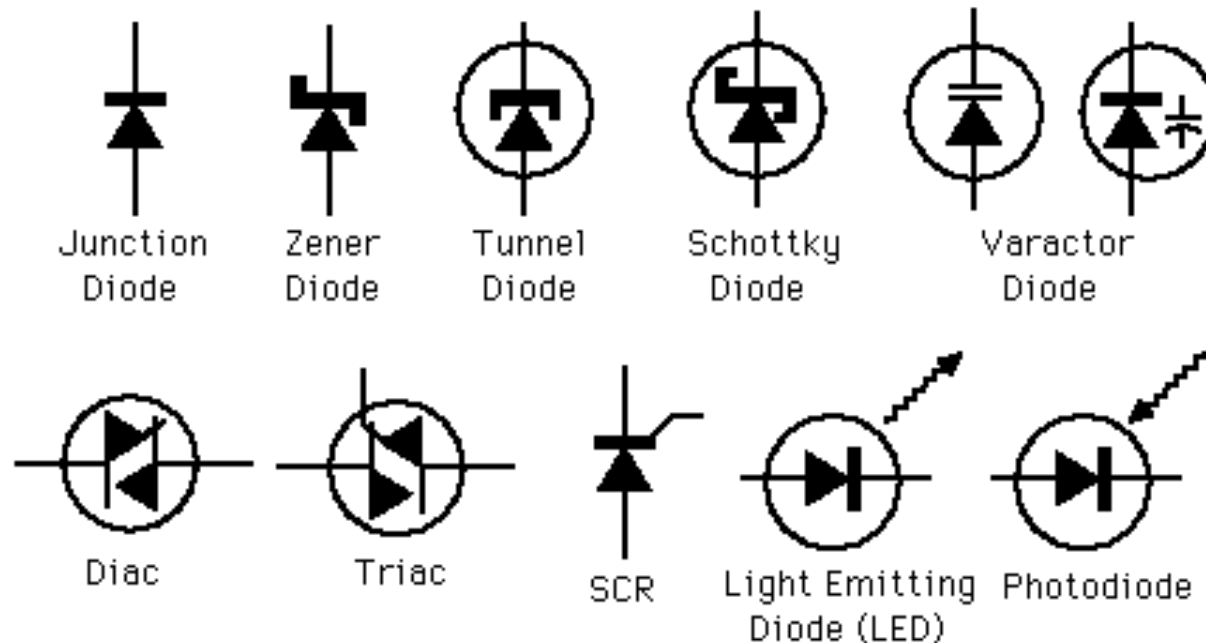 Junction Diode
Zener Diode
Tunnel Diode
Schottky Diode
Varactor Diode
Diac
Triac
SCR
Light Emitting
Diode (LED)
Photodiode